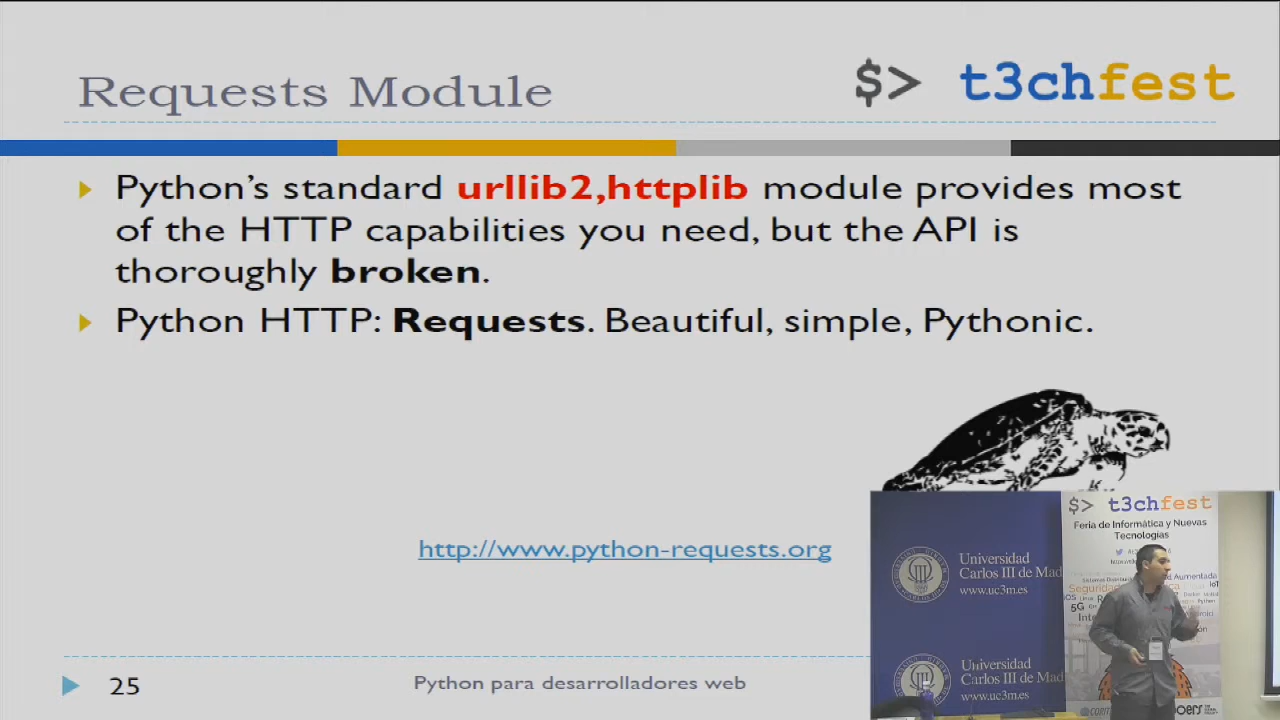 Requests Module
$> t3chfest
Python's standard urllib2,httplib module provides most
of the HTTP capabilities you need, but the API is
thoroughly broken.
Python HTTP: Requests. Beautiful, simple, Pythonic.
http://www.python-requests.org
25
Python para desarrolladores web
$> t3chfest
Feria de Informática y Nuevas
Tecnologías
Universidad
Carlos III de Mad
www.uc3m.es
Aumentada
5G
Python
Universidad
Carlos III de Mad
www.uc3m.es